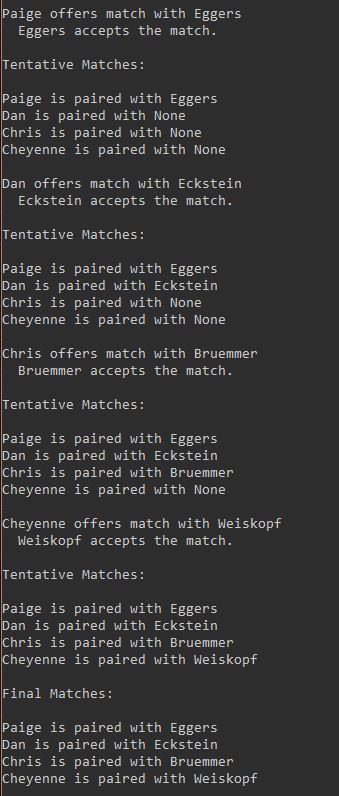 Paige offers match with Eggers
  Eggers accepts the match.
Tentative Matches:
Paige is paired with Eggers
Dan is paired with None
Chris is paired with None
Cheyenne is paired with None
Dan offers match with Eckstein
  Eckstein accepts the match.
Tentative Matches:
Paige is paired with Eggers
Dan is paired with Eckstein
Chris is paired with None
Cheyenne is paired with None
Chris offers match with Bruemmer
  Bruemmer accepts the match.
Tentative Matches:
Paige is paired with Eggers
Dan is paired with Eckstein
Chris is paired with Bruemmer
Cheyenne is paired with None
Cheyenne offers match with Weiskopf
  Weiskopf accepts the match.
Tentative Matches:
Paige is paired with Eggers
Dan is paired with Eckstein
Chris is paired with Bruemmer
Cheyenne is paired with Weiskopf
Final Matches:
Paige is paired with Eggers
Dan is paired with Eckstein
Chris is paired with Bruemmer
Cheyenne is paired with Weiskopf